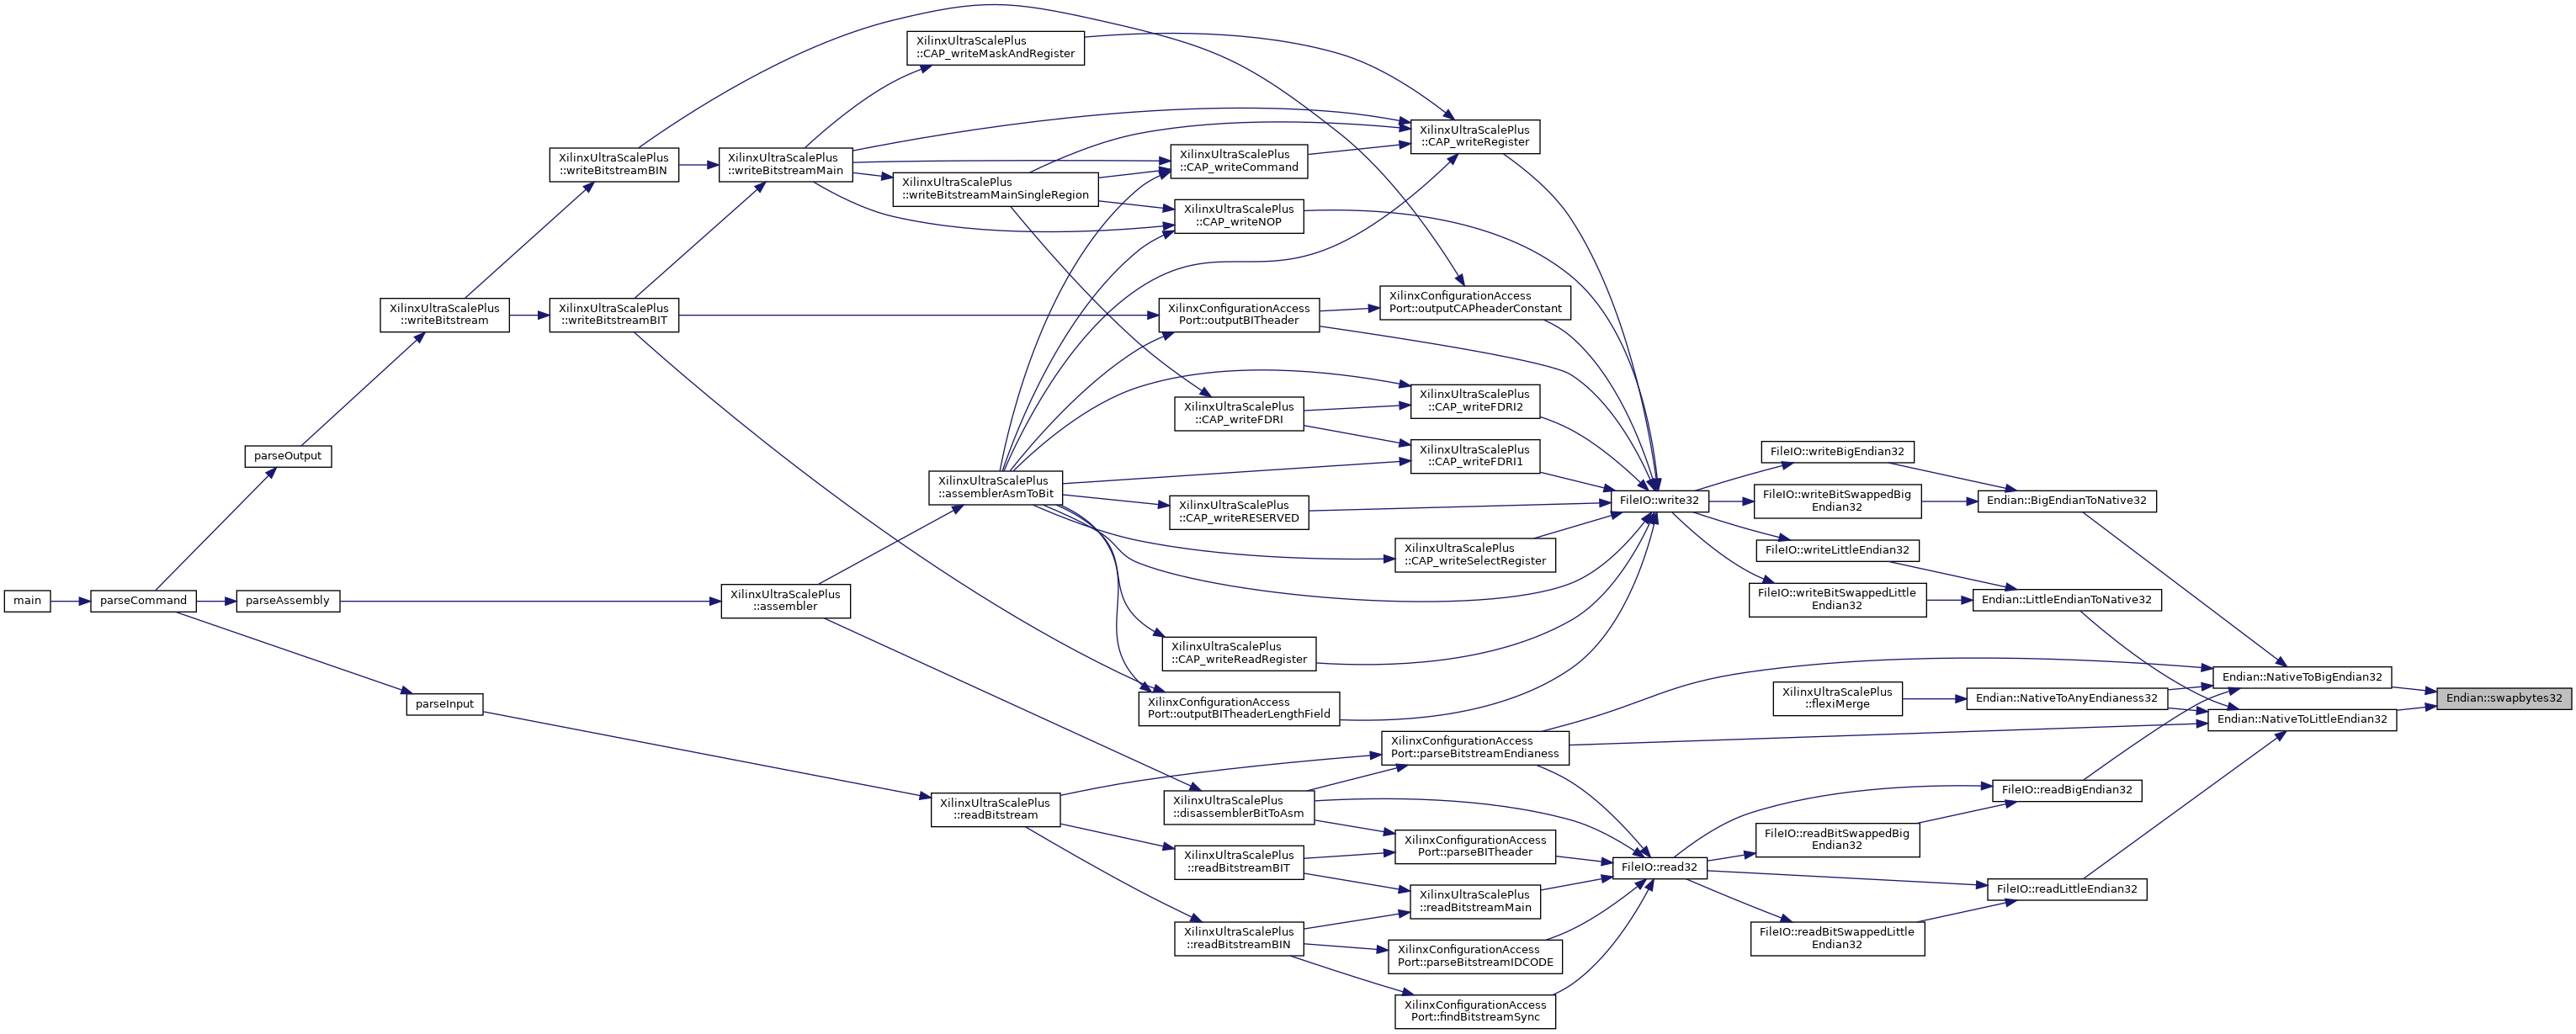 XilinxUltraScalePlus
::CAP_writeMaskAndRegister
XilinxUltraScalePlus
::CAP_writeRegister
XilinxUltraScalePlus
::writeBitstreamBIN
XilinxUltraScalePlus
::writeBitstreamMain
XilinxUltraScalePlus
::CAP_writeCommand
XilinxUltraScalePlus
::writeBitstreamMainSingleRegion
XilinxUltraScalePlus
::CAP_writeNOP
XilinxUltraScalePlus
::writeBitstream
XilinxUltraScalePlus
::writeBitstreamBIT
XilinxConfigurationAccess
Port::outputBITheader
XilinxConfigurationAccess
Port::outputCAPheaderConstant
XilinxUltraScalePlus
::CAP_writeFDRI
XilinxUltraScalePlus
::CAP_writeFDRI2
parseOutput
XilinxUltraScalePlus
::CAP_writeFDRI1
FileIO::writeBigEndian32
XilinxUltraScalePlus
::assemblerAsmToBit
XilinxUltraScalePlus
::CAP_writeRESERVED
FileIO::write32
FileIO::writeBitSwappedBig
Endian32
Endian::BigEndianToNative32
XilinxUltraScalePlus
::CAP_writeSelectRegister
FileIO::writeLittleEndian32
main
parseCommand
parseAssembly
XilinxUltraScalePlus
::assembler
FileIO::writeBitSwappedLittle
Endian32
Endian::LittleEndianToNative32
XilinxUltraScalePlus
::CAP_writeReadRegister
parseInput
XilinxConfigurationAccess
Port::outputBITheaderLengthField
XilinxUltraScalePlus
::flexiMerge
Endian::NativeToAnyEndianess32
Endian::NativeToBigEndian32
Endian::swapbytes32
Endian::NativeToLittleEndian32
XilinxConfigurationAccess
Port::parseBitstreamEndianess
XilinxUltraScalePlus
::readBitstream
XilinxUltraScalePlus
::disassemblerBitToAsm
FileIO::readBigEndian32
XilinxUltraScalePlus
::readBitstreamBIT
XilinxConfigurationAccess
Port::parseBITheader
FileIO::read32
FileIO::readBitSwappedBig
Endian32
XilinxUltraScalePlus
::readBitstreamMain
FileIO::readLittleEndian32
XilinxUltraScalePlus
::readBitstreamBIN
XilinxConfigurationAccess
Port::parseBitstreamIDCODE
FileIO::readBitSwappedLittle
Endian32
XilinxConfigurationAccess
Port::findBitstreamSync